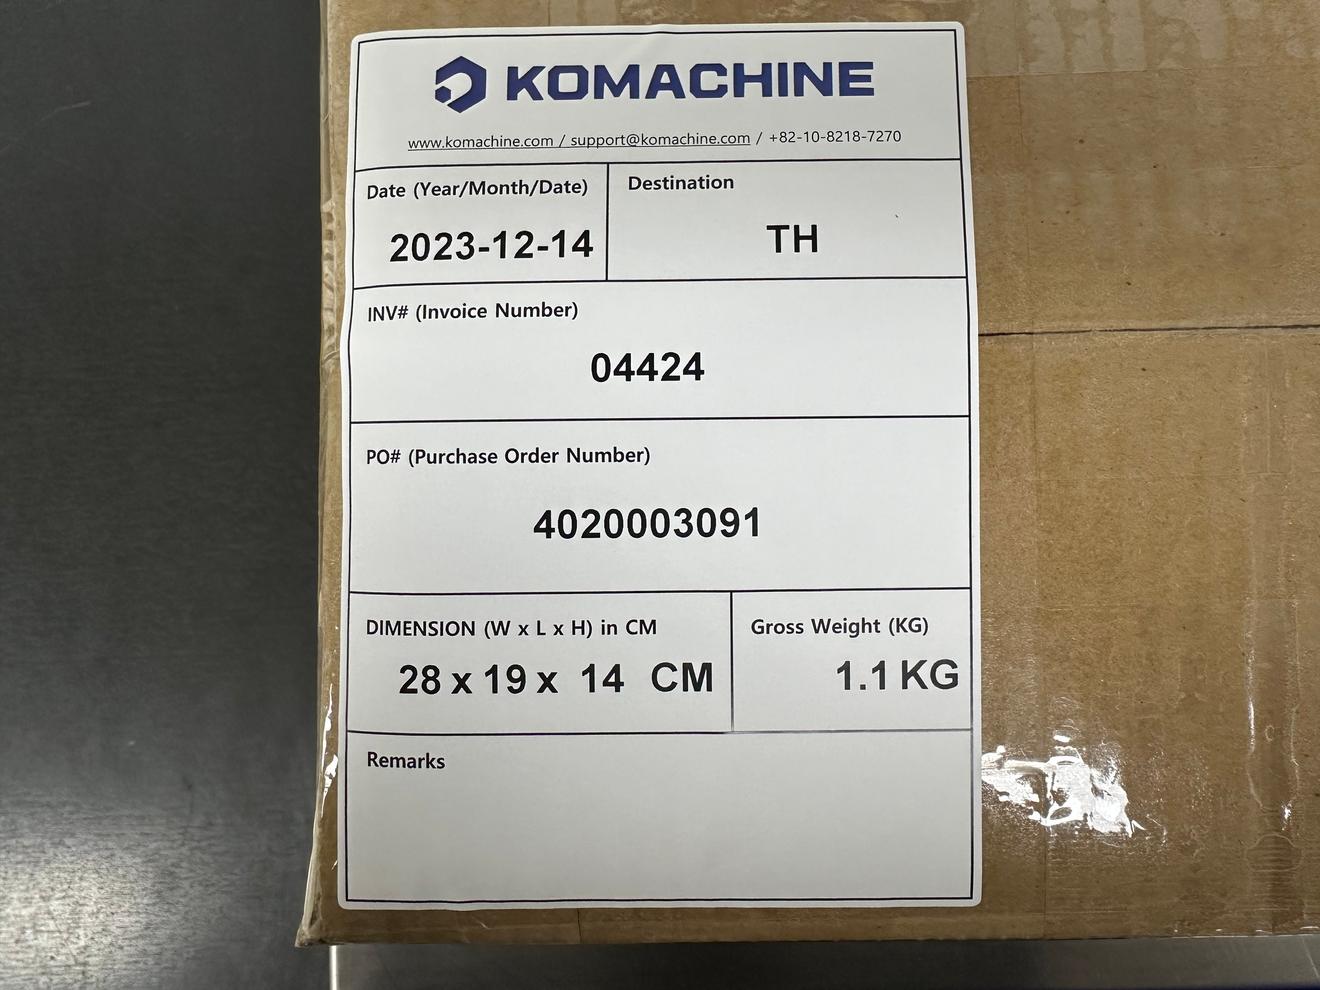 KOMACHINE
www.komachine.com / support@komachine.com / +82-10-8218-7270
Date (Year/Month/Date)
2023-12-14
Destination
TH
INV# (Invoice Number)
04424
PO# (Purchase Order Number)
4020003091
DIMENSION (W x L x H) in CM
28 x 19 x 14 CM
Gross Weight (KG)
1.1 KG
Remarks